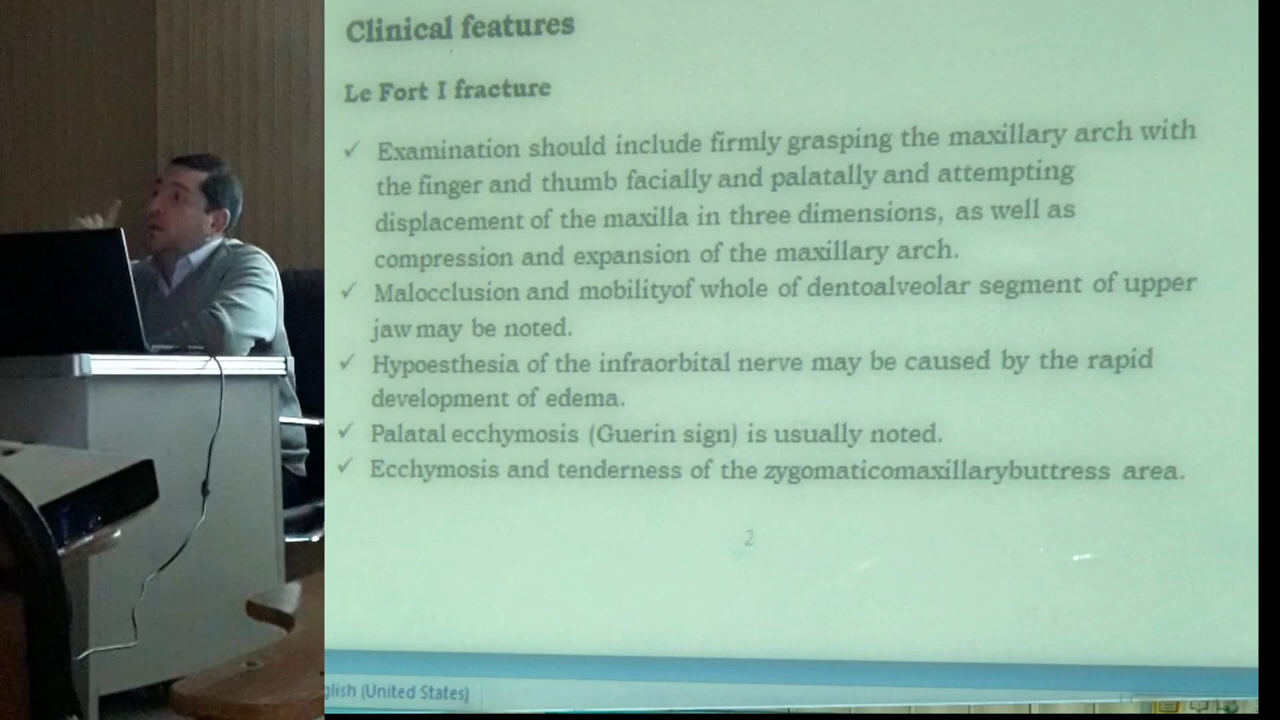 Clinical features
Le Fort I fracture
✓ Examination should include firmly grasping the maxillary arch with
the finger and thumb facially and palatally and attempting
displacement of the maxilla in three dimensions, as well as
compression and expansion of the maxillary arch.
✓ Malocclusion and mobilityof whole of dentoalveolar segment of upper
jaw may be noted.
✓ Hypoesthesia of the infraorbital nerve may be caused by the rapid
development of edema.
✓ Palatal ecchymosis (Guerin sign) is usually noted.
✓ Ecchymosis and tenderness of the zygomaticomaxillarybuttress area.
2
glish (United States)